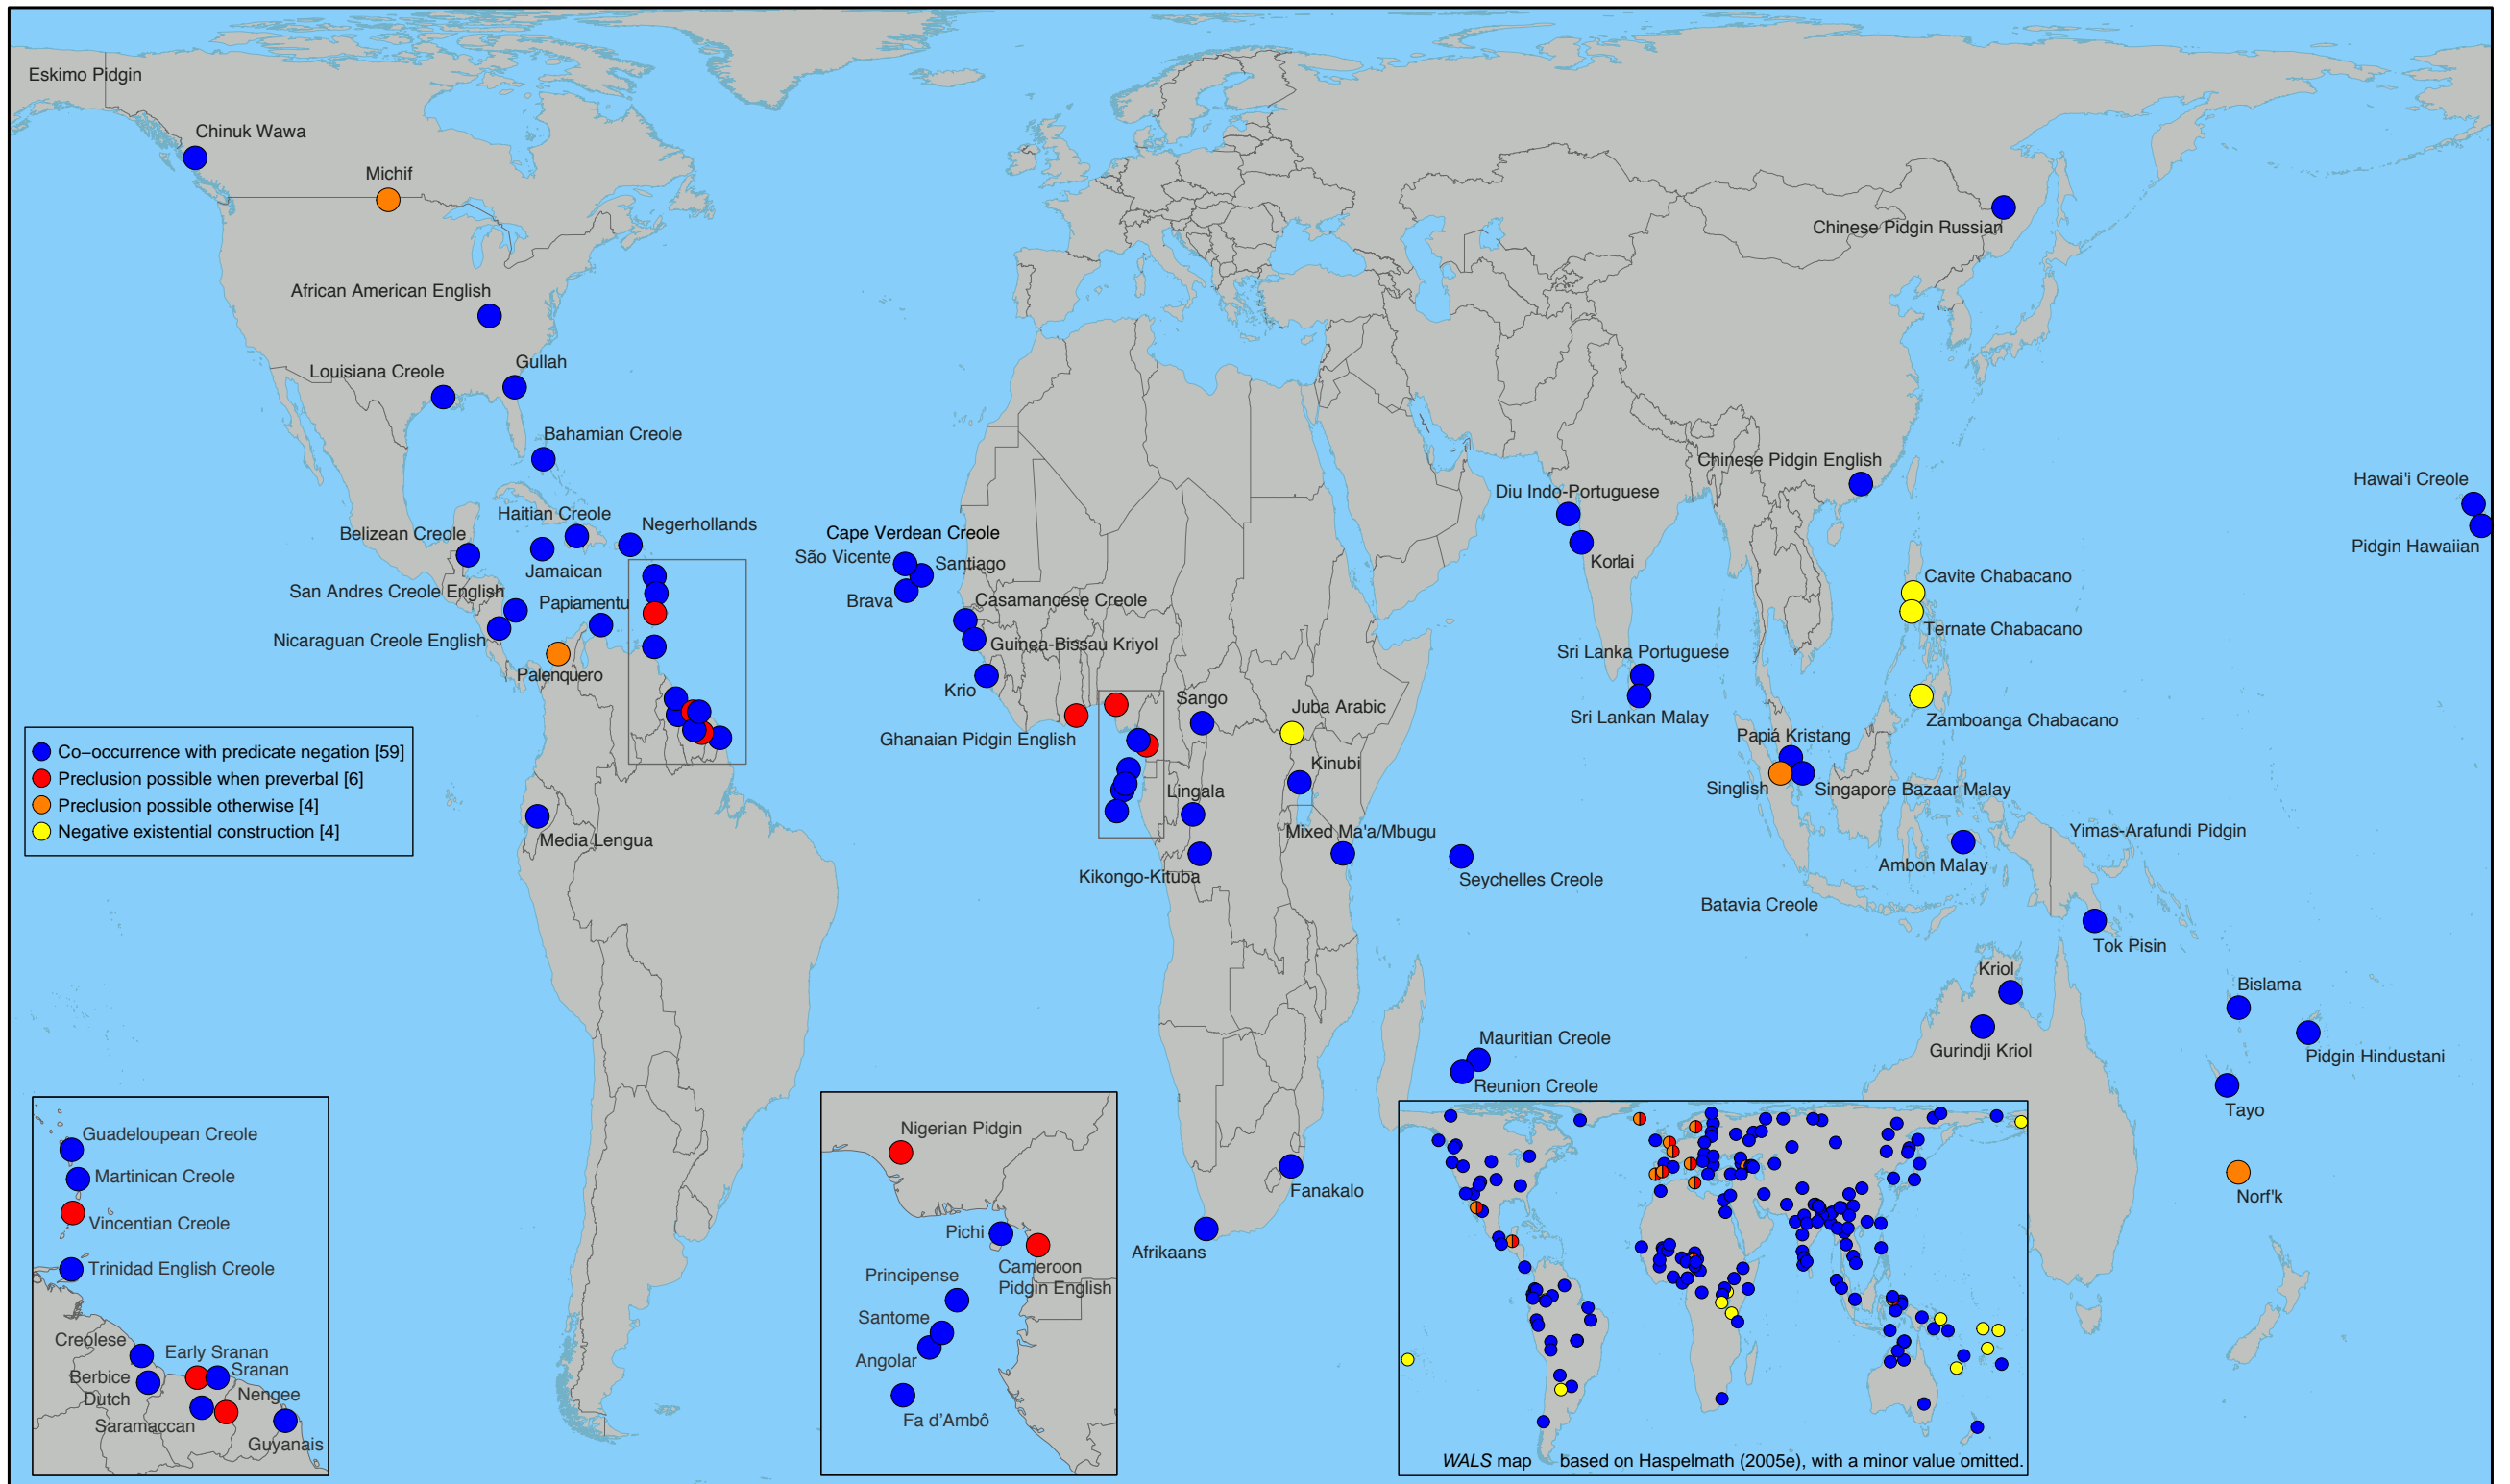 Eskimo Pidgin
Chinuk Wawa
Michif
Chinese Pidgin Russian
African American English
Gullah
Louisiana Creole
Bahamian Creole
Chinese Pidgin English
Hawai'i Creole
Diu Indo-Portuguese
Haitian Creole
Negerhollands
Belizean Creole
Cape Verdean Creole
Pidgin Hawaiian
São Vicente
Santiago
Korlai
Jamaican
Cavite Chabacano
San Andres Creole English
Papiamentu
Brava
Casamancese Creole
Ternate Chabacano
Nicaraguan Creole English
Guinea-Bissau Kriyol
Sri Lanka Portuguese
Palenquero
Krio
Sango
Juba Arabic
Sri Lankan Malay
Zamboanga Chabacano
Ghanaian Pidgin English
Papiá Kristang
Kinubi
Lingala
Singlish
Singapore Bazaar Malay
Co-occurrence with predicate negation [59]
Preclusion possible when preverbal [6]
Preclusion possible otherwise [4]
Negative existential construction [4]
Media Lengua
Mixed Ma'a/Mbugu
Yimas-Arafundi Pidgin
Ambon Malay
Kikongo-Kituba
Seychelles Creole
Batavia Creole
Tok Pisin
Kriol
Bislama
Mauritian Creole
Gurindji Kriol
Pidgin Hindustani
Reunion Creole
Tayo
Fanakalo
Norf'k
Afrikaans
Guadeloupean Creole
Martinican Creole
Vincentian Creole
Trinidad English Creole
Creolese
Early Sranan
Sranan
Berbice
Dutch
Nengee
Saramaccan
Guyanais
Nigerian Pidgin
Pichi
Cameroon
Pidgin English
Principense
Santome
Angolar
Fa d'Ambô
WALS map based on Haspelmath (2005e), with a minor value omitted.